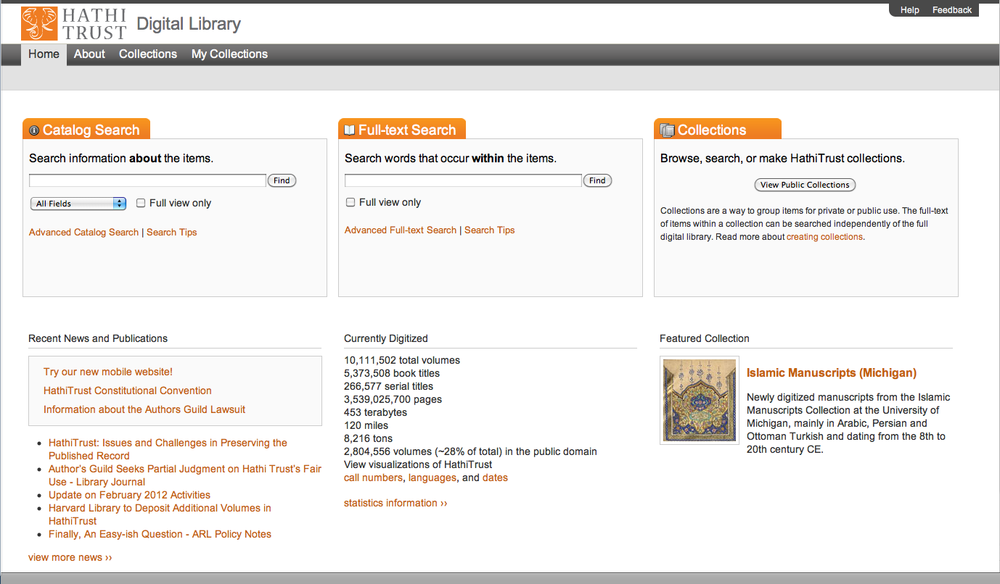 Help Feedback
HATHI
TRUST
Digital Library
Home About Collections My Collections
Catalog Search
Search information about the items.
Find
All Fields Full view only
Advanced Catalog Search | Search Tips
Full-text Search
Search words that occur within the items.
Find
Full view only
Advanced Full-text Search | Search Tips
Collections
Browse, search, or make HathiTrust collections.
View Public Collections
Collections are a way to group items for private or public use. The full-text
of items within a collection can be searched independently of the full
digital library. Read more about creating collections.
Recent News and Publications
Try our new mobile website!
HathiTrust Constitutional Convention
Information about the Authors Guild Lawsuit
• HathiTrust: Issues and Challenges in Preserving the
Published Record
• Author's Guild Seeks Partial Judgment on Hathi Trust's Fair
Use - Library Journal
• Update on February 2012 Activities
• Harvard Library to Deposit Additional Volumes in
HathiTrust
• Finally, An Easy-ish Question - ARL Policy Notes
view more news ››
Currently Digitized
10,111,502 total volumes
5,373,508 book titles
266,577 serial titles
3,539,025,700 pages
453 terabytes
120 miles
8,216 tons
2,804,556 volumes (~28% of total) in the public domain
View visualizations of HathiTrust
call numbers, languages, and dates
statistics information ››
Featured Collection
Islamic Manuscripts (Michigan)
Newly digitized manuscripts from the Islamic
Manuscripts Collection at the University of
Michigan, mainly in Arabic, Persian and
Ottoman Turkish and dating from the 8th to
20th century CE.